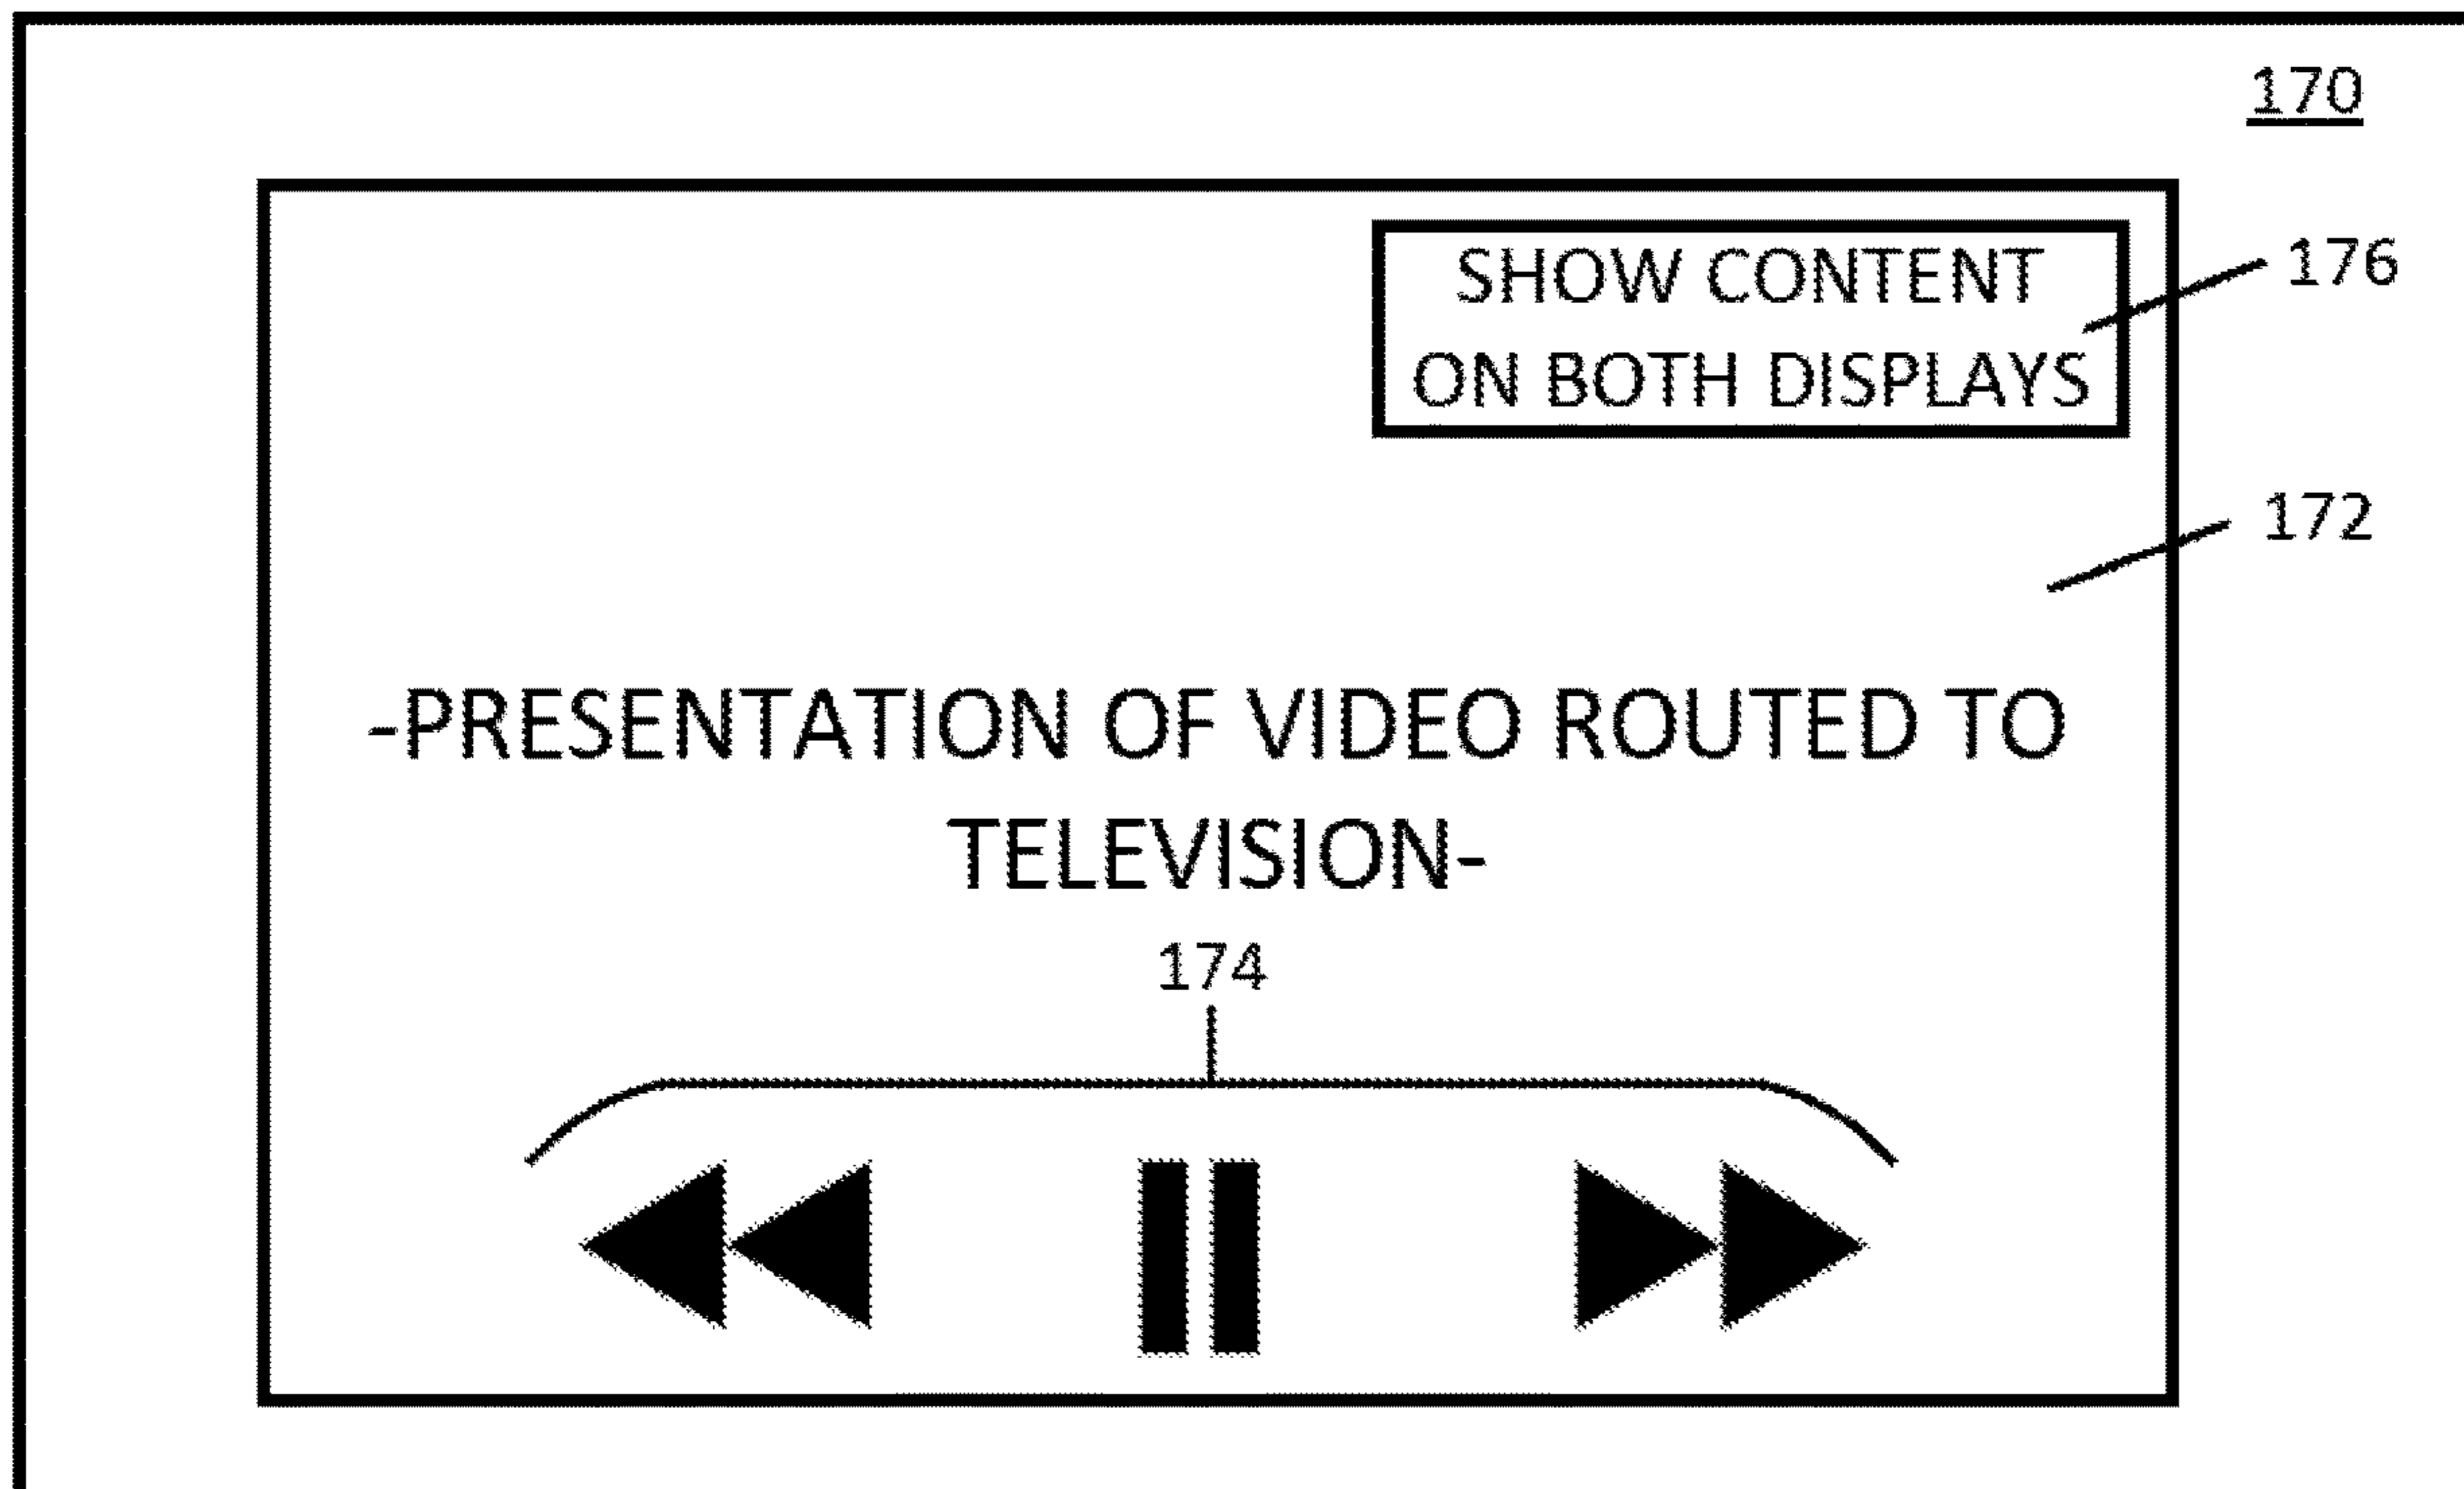 170
SHOW CONTENT
ON BOTH DISPLAYS
176
172
-PRESENTATION OF VIDEO ROUTED TO
TELEVISION-
174